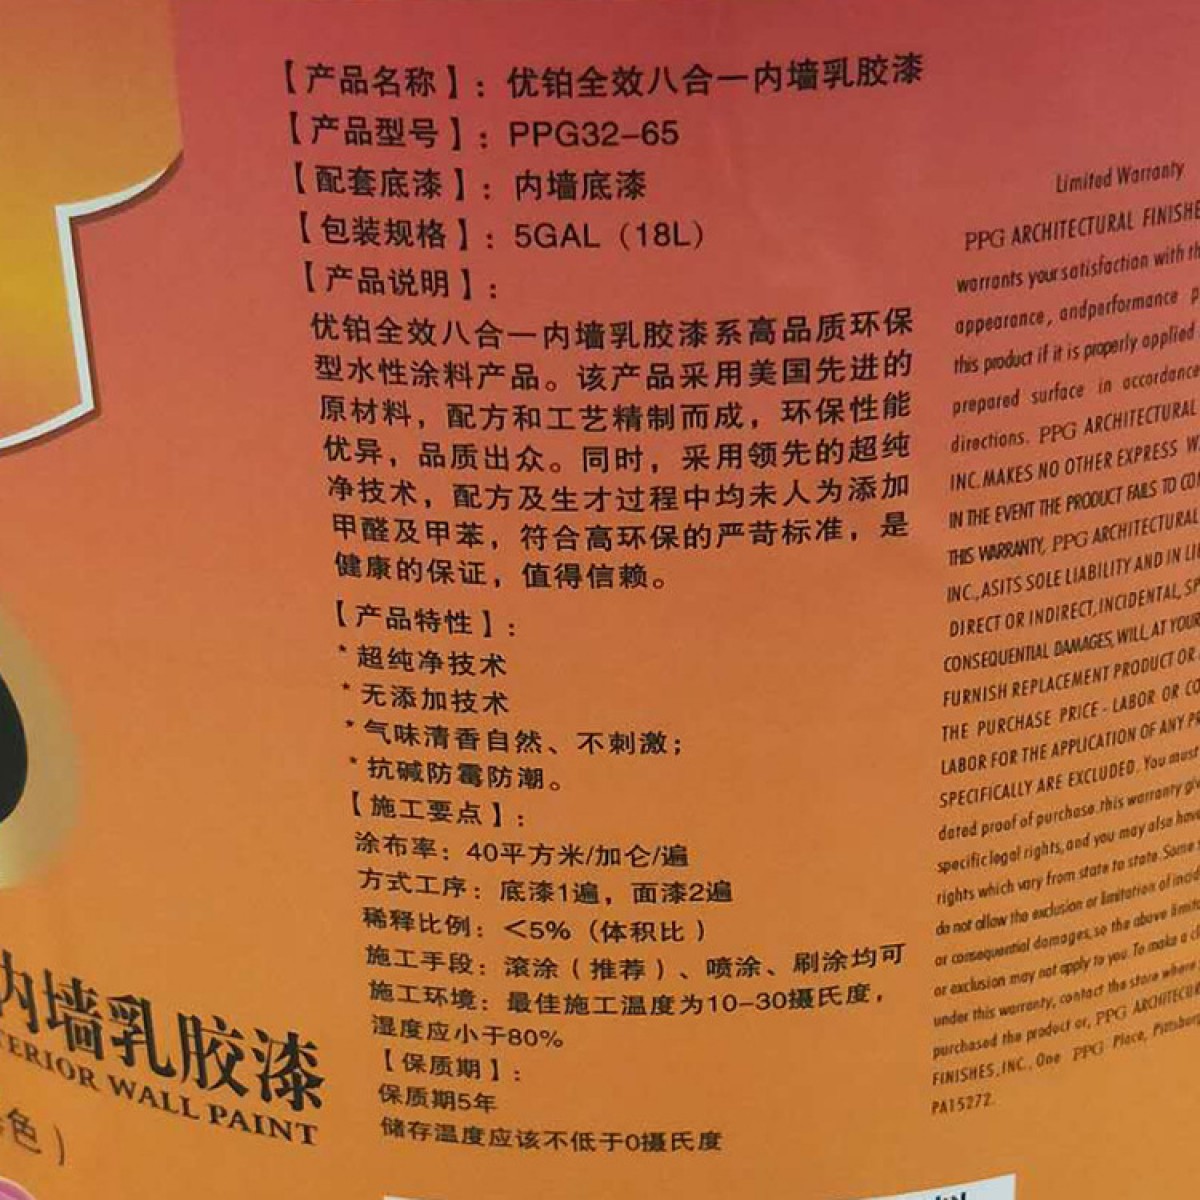 【产品名称】：优铂全效八合一内墙乳胶漆
【产品型号】：PPG32-65
【配套底漆】：内墙底漆
【包装规格】：5GAL（18L）
【产品说明】：
优铂全效八合一内墙乳胶漆系高品质环保
型水性涂料产品。该产品采用美国先进的
原材料，配方和工艺精制而成，环保性能
优异，品质出众。同时，采用领先的超纯
净技术，配方及生才过程中均未人为添加
甲醛及甲苯，符合高环保的严苛标准，是
健康的保证，值得信赖。
【产品特性】：
*超纯净技术
*无添加技术
*气味清香自然、不刺激；
*抗碱防霉防潮。
【施工要点】：
涂布率：40平方米/加仑/遍
方式工序：底漆1遍，面漆2遍
稀释比例：<5%（体积比）
施工手段：滚涂（推荐）、喷涂、刷涂均可
施工环境：最佳施工温度为10-30摄氏度，
湿度应小于80%
【保质期】：
保质期5年
储存温度应该不低于0摄氏度
Limited Warranty
PPG ARCHITECTURAL FINISHE
warrants your satisfaction with th
appearance, andperformance p
this product if it is properly applied
prepared surface in accordance
directions. PPG ARCHITECTURAL
INC.MAKES NO OTHER EXPRESS W
IN THE EVENT THE PRODUCT FAILS TO CO
THIS WARRANTY, PPG ARCHITECTURAL
INC.,ASITS SOLE LIABILITY AND IN LI
DIRECT OR INDIRECT, INCIDENTAL, SP
CONSEQUENTIAL DAMAGES, WILL, AT YOUR
FURNISH REPLACEMENT PRODUCT OR
THE PURCHASE PRICE - LABOR OR CO
LABOR FOR THE APPLICATION OF ANY PR
SPECIFICALLY ARE EXCLUDED. You must
dated proof of purchase.this warranty giv
specific legal rights, and you may also have
rights which vary from state to state. Some s
do not allow the exclusion or limitation of incid
or consequential damages, so the above limit
or exclusion may not apply to you. To make a cl
under this warranty, contact the store where
purchased the product or, PPG ARCHITECTUR
FINISHES, INC., One PPG Place, Pittsbur
PA15272.
内墙乳胶漆
TERIOR WALL PAINT
色）